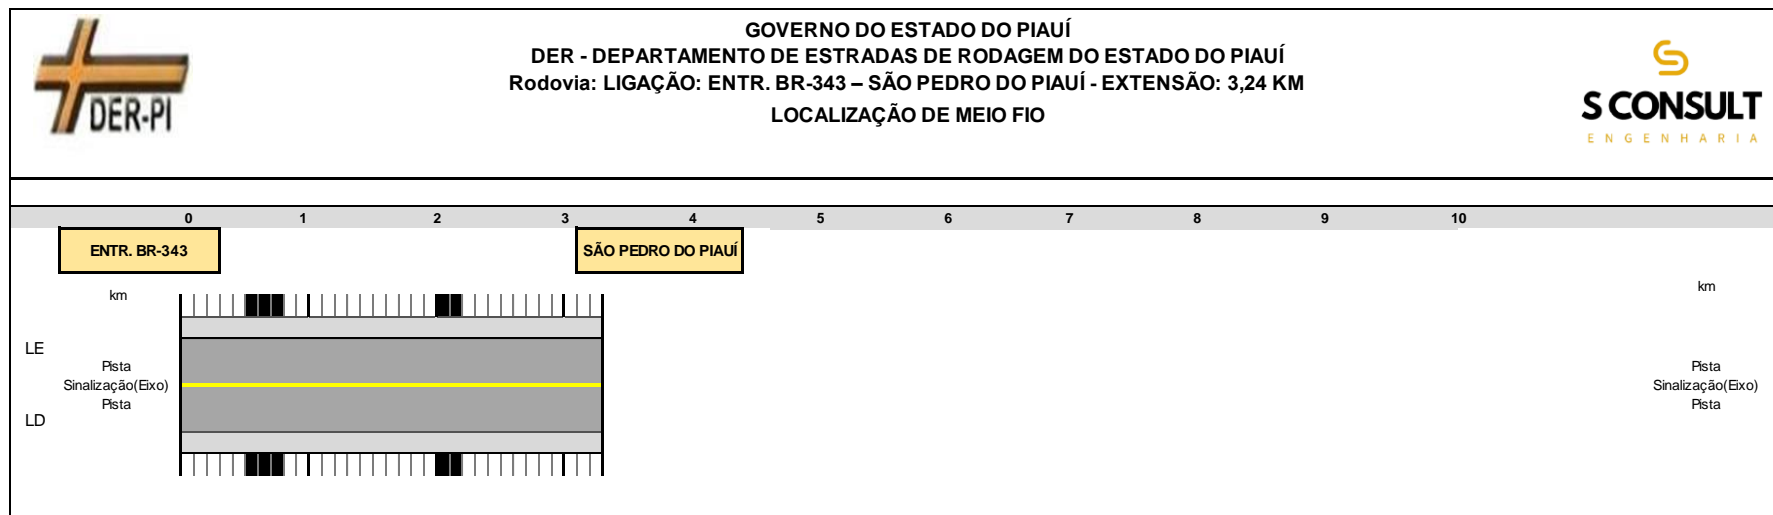 GOVERNO DO ESTADO DO PIAUÍ
DER - DEPARTAMENTO DE ESTRADAS DE RODAGEM DO ESTADO DO PIAUÍ
Rodovia: LIGAÇÃO: ENTR. BR-343 – SÃO PEDRO DO PIAUÍ - EXTENSÃO: 3,24 KM
LOCALIZAÇÃO DE MEIO FIO
DER-PI
S CONSULT
ENGENHARIA
0 1 2 3 4 5 6 7 8 9 10
ENTR. BR-343 SÃO PEDRO DO PIAUÍ
km km
LE
Pista Pista
Sinalização(Eixo) Sinalização(Eixo)
Pista Pista
LD